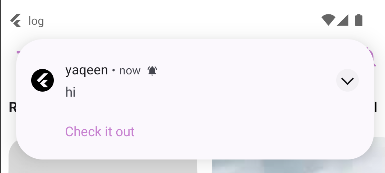 log
yaqeen • now
hi
Check it out